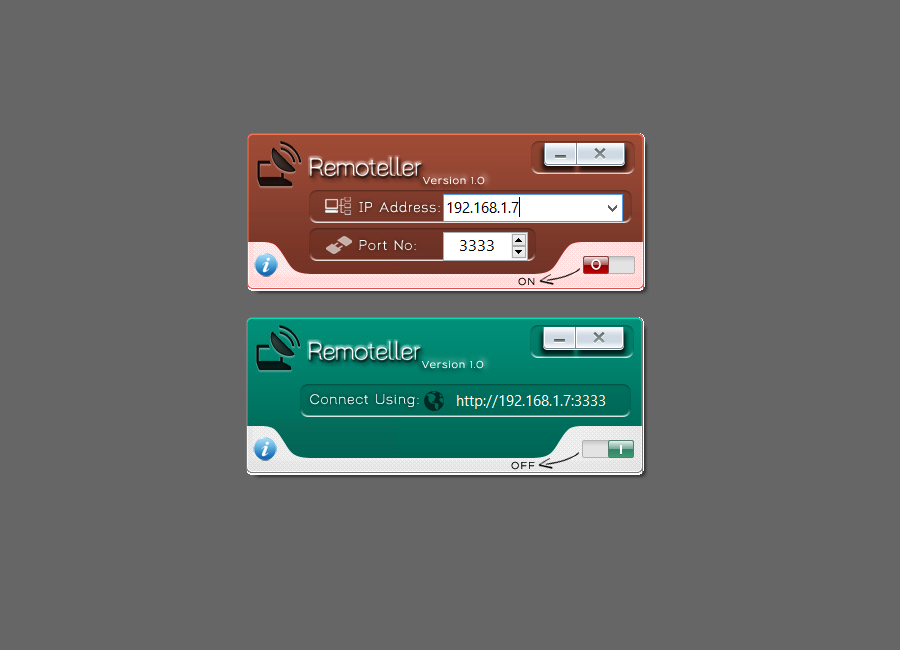 Remoteller
Version 1.0
IP Address: 192.168.1.7
Port No: 3333
ON
O
i
Remoteller
Version 1.0
Connect Using: http://192.168.1.7:3333
OFF
I
i